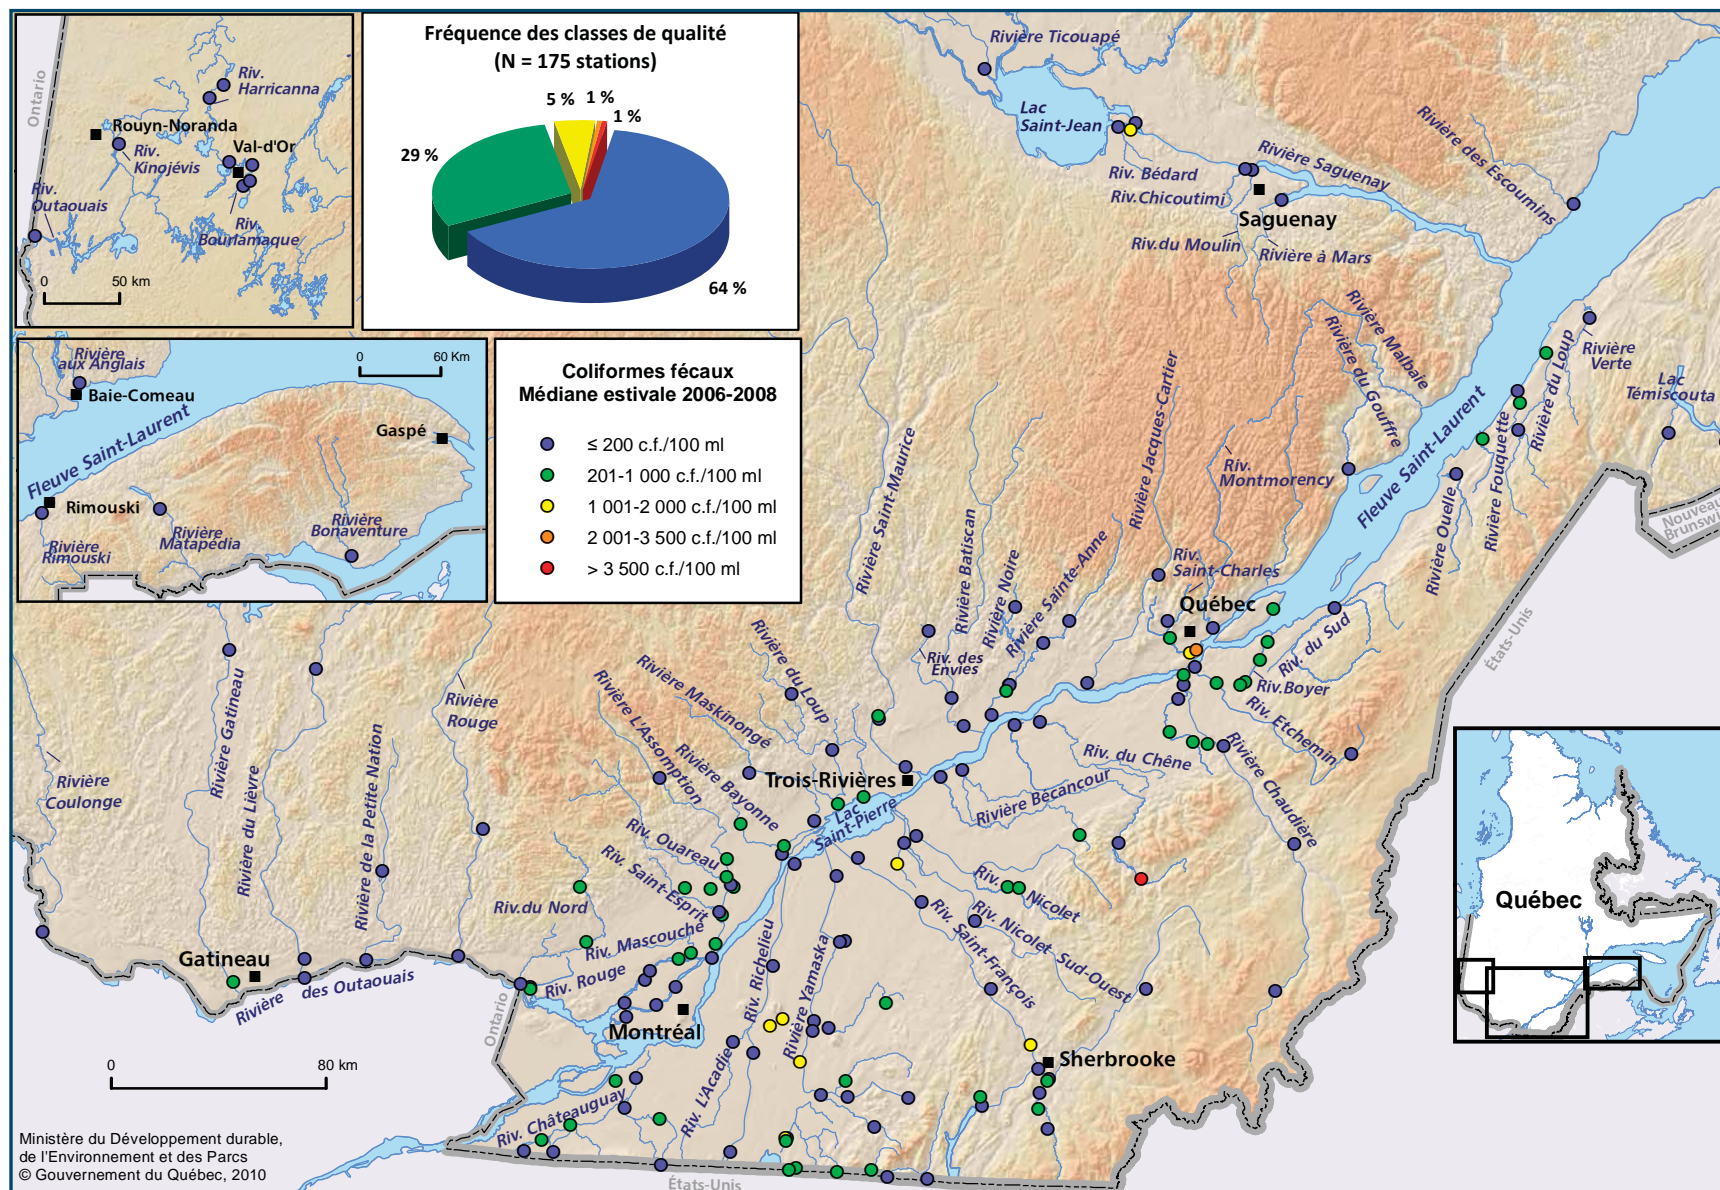 Ontario
Riv.
Harricanna
Rouyn-Noranda
Riv.
Kinojévis
Val-d'Or
Riv.
Outaouais
Riv.
Bourlamaque
0
50 km
Fréquence des classes de qualité
(N = 175 stations)
5 %
1 %
1 %
29 %
64 %
Rivière
aux Anglais
Baie-Comeau
0
60 Km
Gaspé
Fleuve Saint-Laurent
Rimouski
Rivière
Rimouski
Rivière
Matapédia
Rivière
Bonaventure
Coliformes fécaux
Médiane estivale 2006-2008
≤ 200 c.f./100 ml
201-1 000 c.f./100 ml
1 001-2 000 c.f./100 ml
2 001-3 500 c.f./100 ml
> 3 500 c.f./100 ml
Rivière Ticouapé
Lac
Saint-Jean
Riv. Bédard
Riv.Chicoutimi
Rivière Saguenay
Saguenay
Riv.du Moulin
Rivière à Mars
Rivière des Escoumins
Rivière Malbaie
Rivière du Gouffre
Rivière
Verte
Rivière du Loup
Lac
Témiscouta
Rivière Fouquette
Rivière Ouelle
Nouveau-
Brunswick
États-Unis
Fleuve Saint-Laurent
Riv.
Montmorency
Rivière Jacques-Cartier
Riv.
Saint-Charles
Québec
Rivière Saint-Maurice
Rivière Batiscan
Rivière Noire
Rivière Sainte-Anne
Riv. des
Envies
Riv. du Sud
Riv.Boyer
Riv. Etchemin
Rivière Chaudière
Riv. du Chêne
Rivière Bécancour
Rivière du Loup
Rivière Maskinongé
Rivière L'Assomption
Rivière Bayonne
Trois-Rivières
Lac
Saint-Pierre
Rivière Gatineau
Rivière
Rouge
Rivière
Coulonge
Rivière du Lièvre
Rivière de la Petite Nation
Riv. Ouareau
Riv. Saint-Esprit
Riv.du Nord
Riv. Mascouche
Riv. Rouge
Gatineau
Rivière des Outaouais
Ontario
Montréal
Riv. Richelieu
Rivière Yamaska
Riv. L'Acadie
Riv. Châteauguay
Riv. Nicolet
Riv. Nicolet Sud-Ouest
Riv. Saint-François
Sherbrooke
États-Unis
Québec
0
80 km
Ministère du Développement durable,
de l'Environnement et des Parcs
© Gouvernement du Québec, 2010